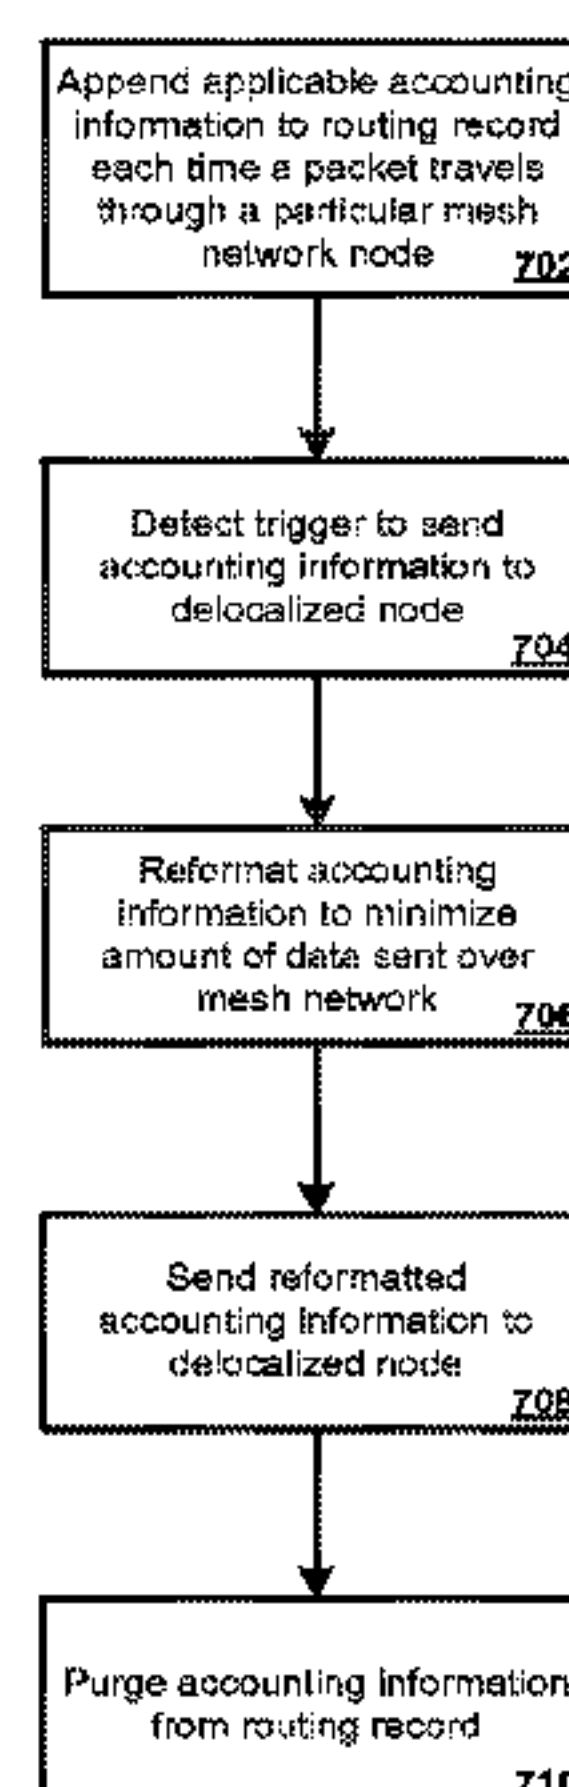 Append applicable accounting
information to routing record
each time a packet travels
through a particular mesh
network node
702
Detect trigger to send
accounting information to
delocalized node
704
Reformat accounting
information to minimize
amount of data sent over
mesh network
706
Send reformatted
accounting information to
delocalized node
708
Purge accounting information
from routing record
710